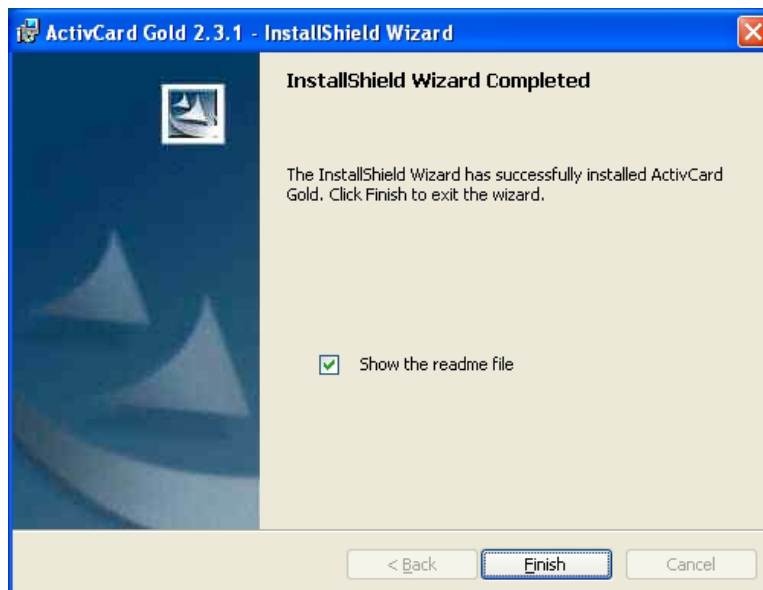 ActivCard Gold 2.3.1 - InstallShield Wizard
InstallShield Wizard Completed
The InstallShield Wizard has successfully installed ActivCard
Gold. Click Finish to exit the wizard.
Show the readme file
< Back Finish Cancel